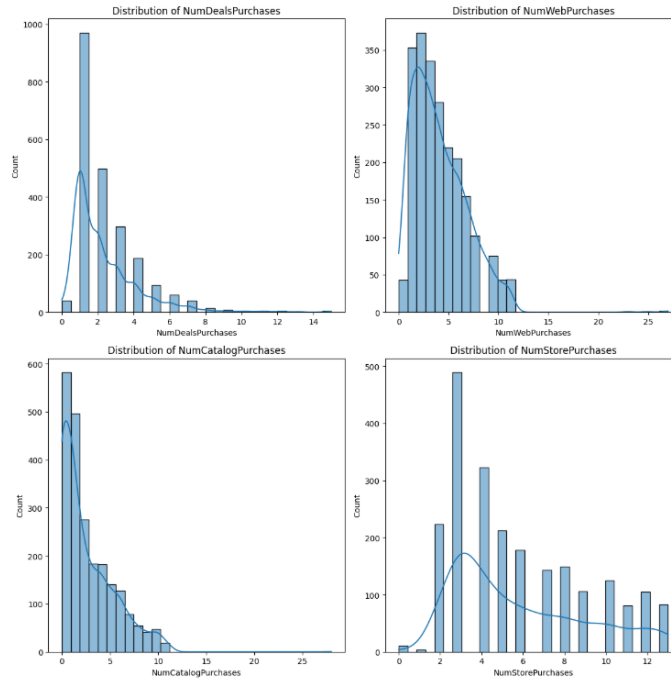 Distribution of NumDealsPurchases
1000
800
600
400
200
0
Count
0 2 4 6 8 10 12 14
NumDealsPurchases
Distribution of NumWebPurchases
350
300
250
200
150
100
50
0
Count
0 5 10 15 20 25
NumWebPurchases
Distribution of NumCatalogPurchases
600
500
400
300
200
100
0
Count
0 5 10 15 20 25
NumCatalogPurchases
Distribution of NumStorePurchases
500
400
300
200
100
0
Count
0 2 4 6 8 10 12
NumStorePurchases